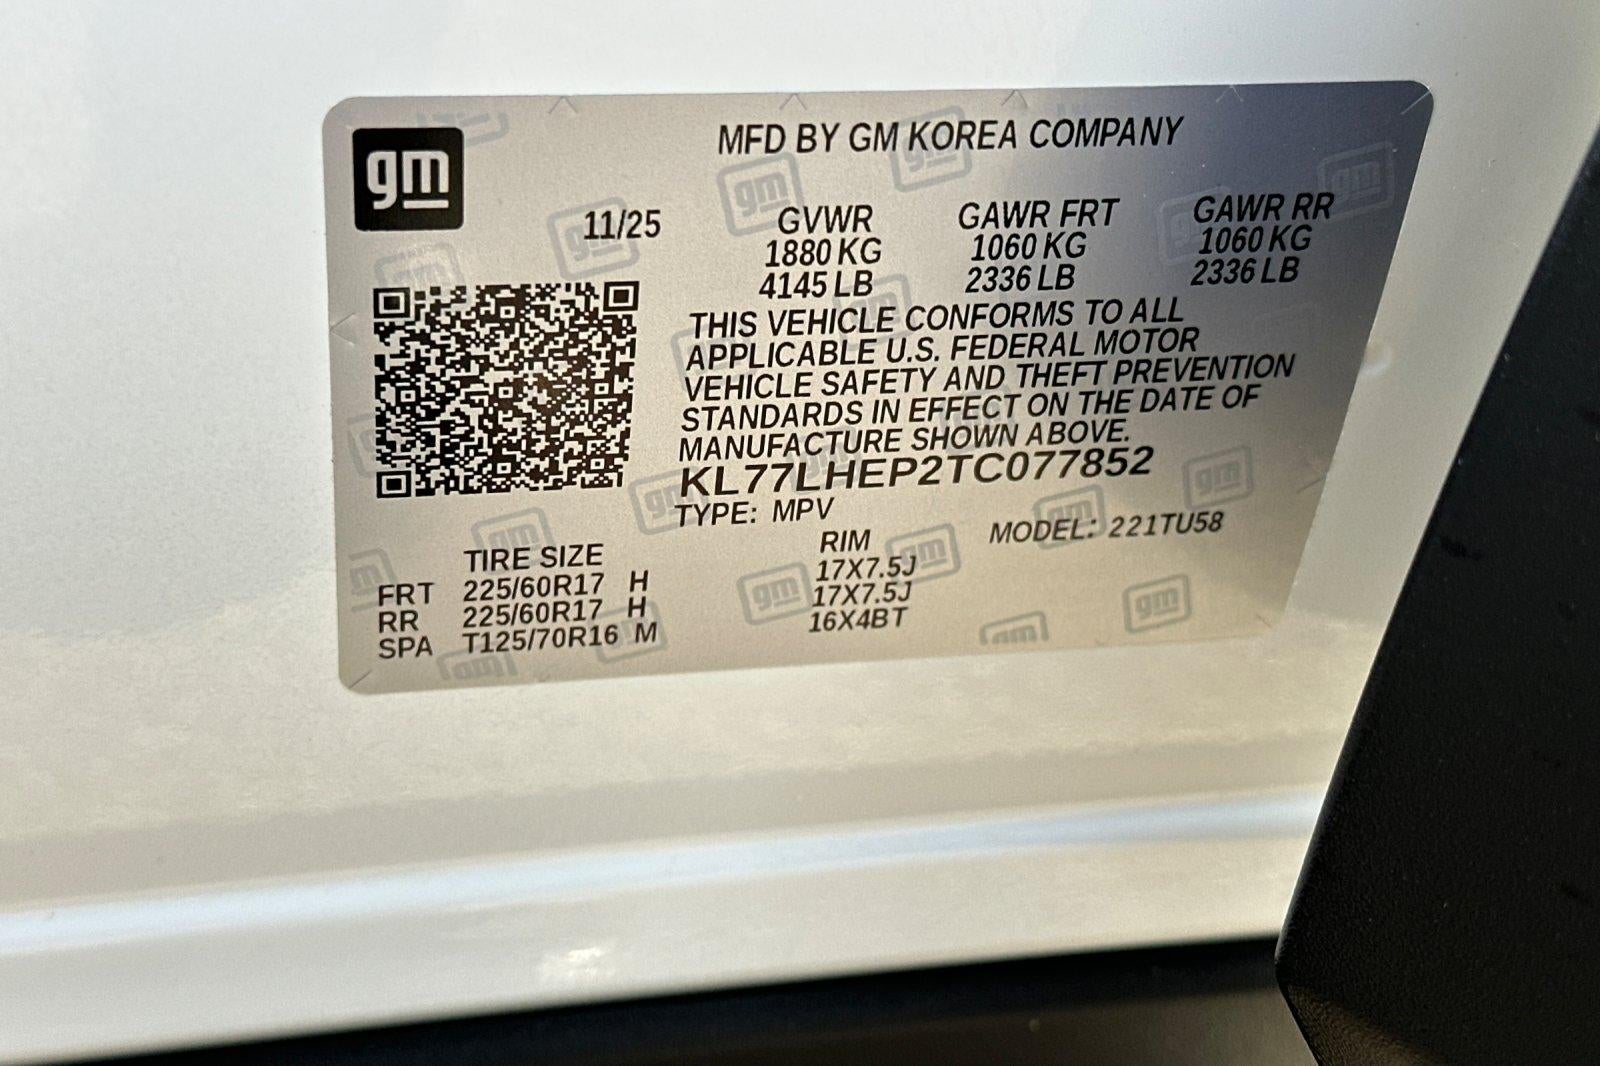 gm
MFD BY GM KOREA COMPANY
11/25 GVWR GAWR FRT GAWR RR
1880 KG 1060 KG 1060 KG
4145 LB 2336 LB 2336 LB
THIS VEHICLE CONFORMS TO ALL
APPLICABLE U.S. FEDERAL MOTOR
VEHICLE SAFETY AND THEFT PREVENTION
STANDARDS IN EFFECT ON THE DATE OF
MANUFACTURE SHOWN ABOVE.
KL77LHEP2TC077852
TYPE: MPV MODEL: 221TU58
TIRE SIZE RIM
FRT 225/60R17 H 17X7.5J
RR 225/60R17 H 17X7.5J
SPA T125/70R16 M 16X4BT